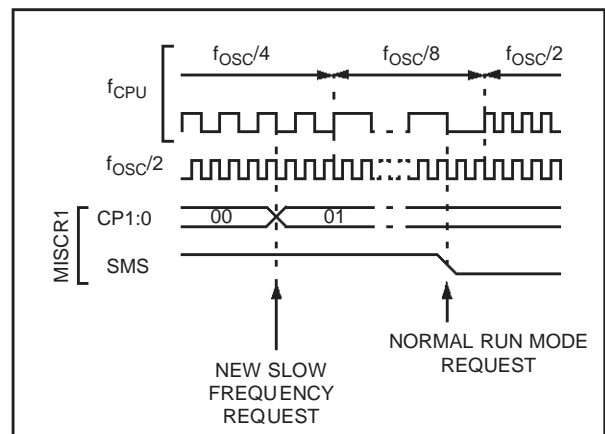 fOSC/4 fOSC/8 fOSC/2
fCPU
fOSC/2
MISCR1
CP1:0 00 01
SMS
NEW SLOW
FREQUENCY
REQUEST
NORMAL RUN MODE
REQUEST